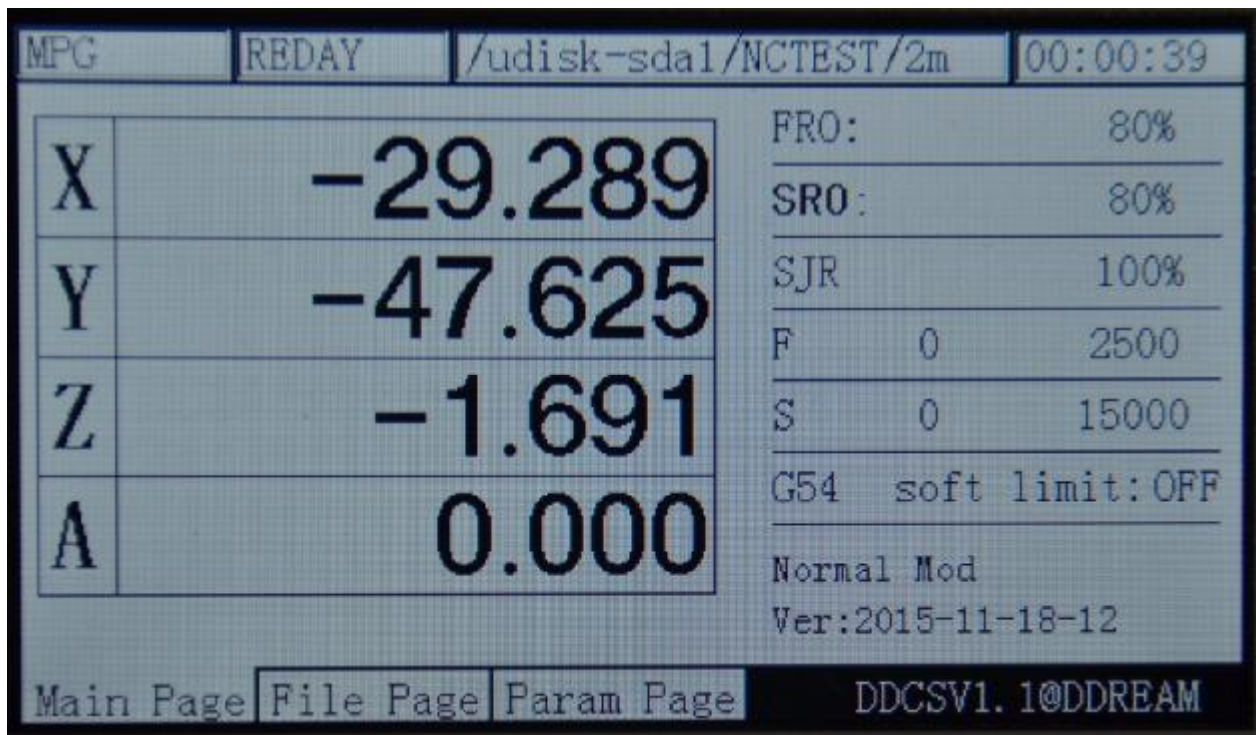 MPG REDAY /udisk-sda1/NCTEST/2m 00:00:39
X -29.289
Y -47.625
Z -1.691
A 0.000
FRO: 80%
SRO: 80%
SJR 100%
F 0 2500
S 0 15000
G54 soft limit:OFF
Normal Mod
Ver:2015-11-18-12
Main Page File Page Param Page DDCSV1.1@DDREAM